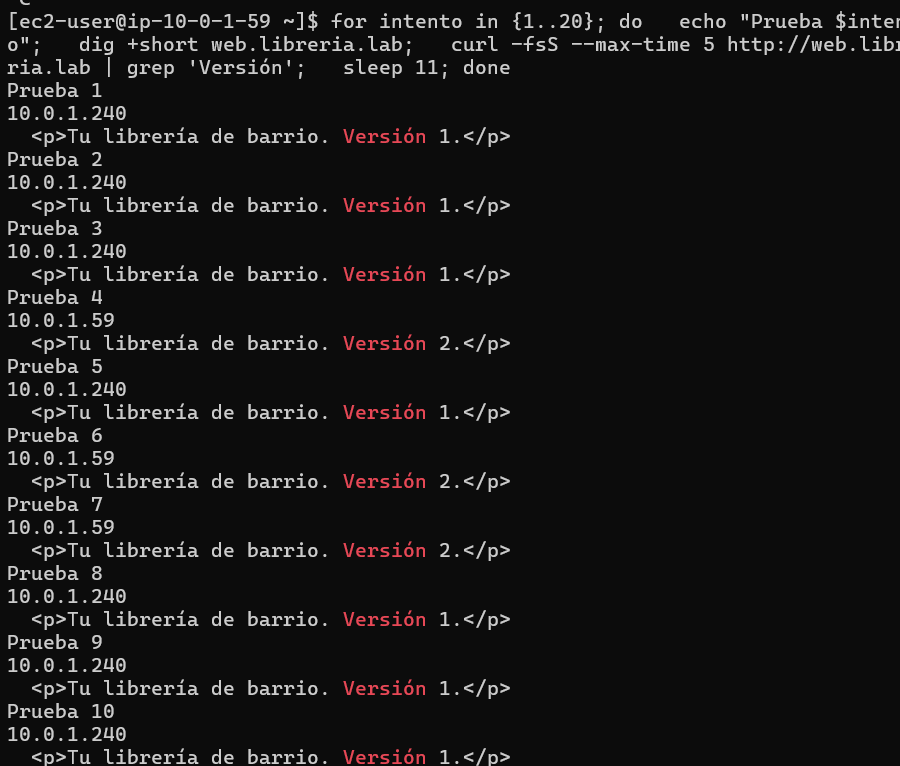 [ec2-user@ip-10-0-1-59 ~]$ for intento in {1..20}; do   echo "Prueba $inten
o";   dig +short web.libreria.lab;   curl -fsS --max-time 5 http://web.libr
ria.lab | grep 'Versión';   sleep 11; done
Prueba 1
10.0.1.240
  <p>Tu librería de barrio. Versión 1.</p>
Prueba 2
10.0.1.240
  <p>Tu librería de barrio. Versión 1.</p>
Prueba 3
10.0.1.240
  <p>Tu librería de barrio. Versión 1.</p>
Prueba 4
10.0.1.59
  <p>Tu librería de barrio. Versión 2.</p>
Prueba 5
10.0.1.240
  <p>Tu librería de barrio. Versión 1.</p>
Prueba 6
10.0.1.59
  <p>Tu librería de barrio. Versión 2.</p>
Prueba 7
10.0.1.59
  <p>Tu librería de barrio. Versión 2.</p>
Prueba 8
10.0.1.240
  <p>Tu librería de barrio. Versión 1.</p>
Prueba 9
10.0.1.240
  <p>Tu librería de barrio. Versión 1.</p>
Prueba 10
10.0.1.240
  <p>Tu librería de barrio. Versión 1.</p>